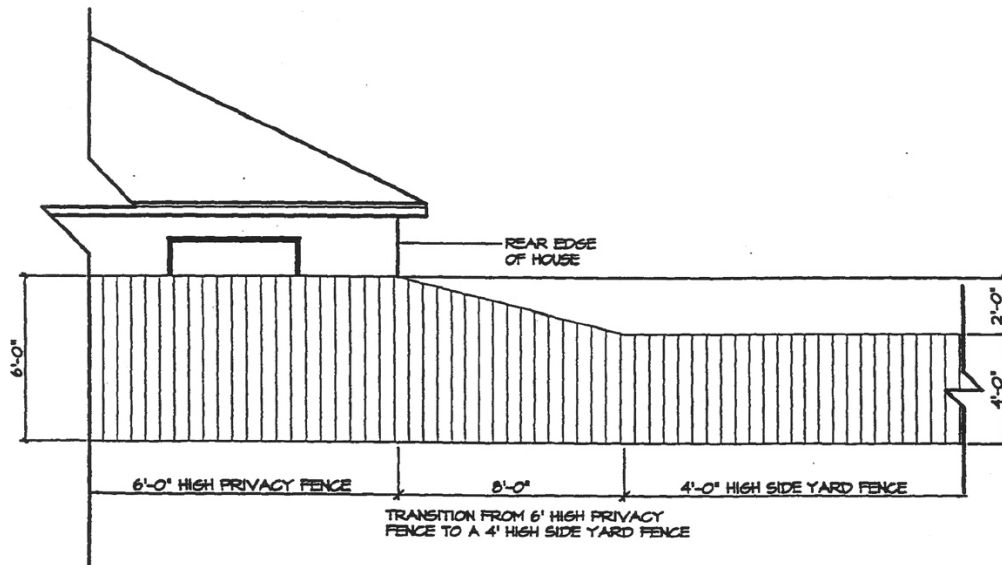 REAR EDGE
OF HOUSE
2'-0"
6'-0"
4'-0"
6'-0" HIGH PRIVACY FENCE
8'-0"
4'-0" HIGH SIDE YARD FENCE
TRANSITION FROM 6' HIGH PRIVACY
FENCE TO A 4' HIGH SIDE YARD FENCE